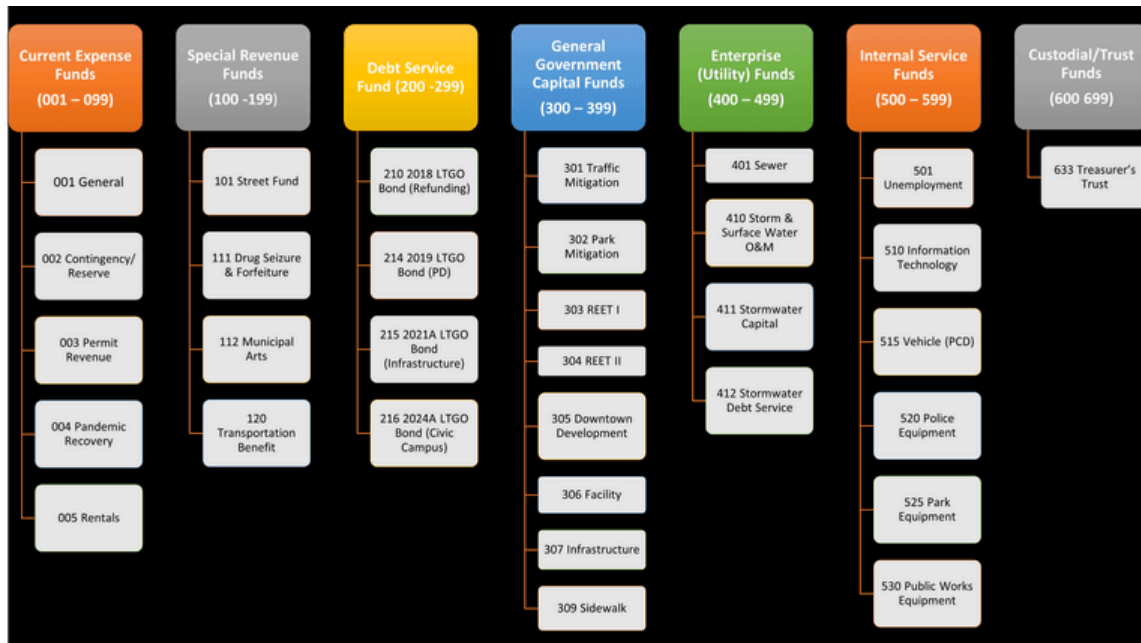 Current Expense
Funds
(001 – 099)
001 General
002 Contingency/
Reserve
003 Permit
Revenue
004 Pandemic
Recovery
005 Rentals
Special Revenue
Funds
(100 -199)
101 Street Fund
111 Drug Seizure
& Forfeiture
112 Municipal
Arts
120
Transportation
Benefit
Debt Service
Fund (200 -299)
210 2018 LTGO
Bond (Refunding)
214 2019 LTGO
Bond (PD)
215 2021A LTGO
Bond
(Infrastructure)
216 2024A LTGO
Bond (Civic
Campus)
General
Government
Capital Funds
(300 – 399)
301 Traffic
Mitigation
302 Park
Mitigation
303 REET I
304 REET II
305 Downtown
Development
306 Facility
307 Infrastructure
309 Sidewalk
Enterprise
(Utility) Funds
(400 – 499)
401 Sewer
410 Storm &
Surface Water
O&M
411 Stormwater
Capital
412 Stormwater
Debt Service
Internal Service
Funds
(500 – 599)
501
Unemployment
510 Information
Technology
515 Vehicle (PCD)
520 Police
Equipment
525 Park
Equipment
530 Public Works
Equipment
Custodial/Trust
Funds
(600 699)
633 Treasurer's
Trust